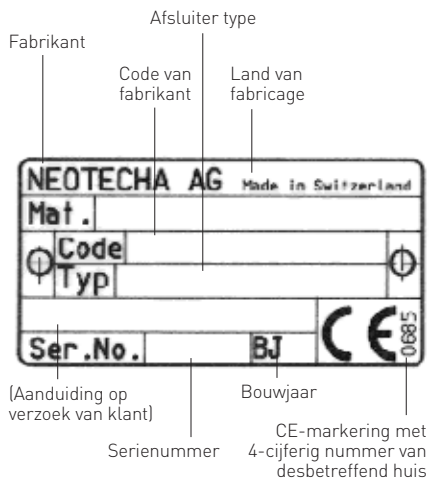 Afsluiter type
Fabrikant
Code van
fabrikant
Land van
fabricage
NEOTECHA AG Made in Switzerland
Mat.
Code
Typ
Ser.No. BJ CE 0685
(Aanduiding op
verzoek van klant)
Bouwjaar
Serienummer
CE-markering met
4-cijferig nummer van
desbetreffend huis